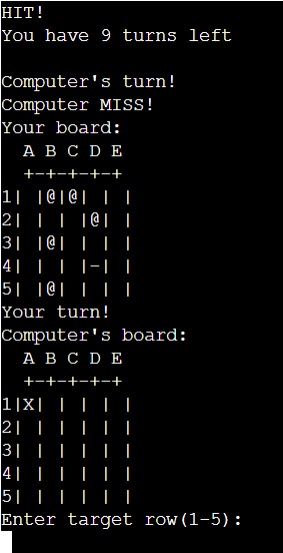 HIT!
You have 9 turns left
Computer's turn!
Computer MISS!
Your board:
  A B C D E
  +-+-+-+-+
1| |@|@| | |
2| | | |@| |
3| |@| | | |
4| | | |-| |
5| |@| | | |
Your turn!
Computer's board:
  A B C D E
  +-+-+-+-+
1|X| | | | |
2| | | | | |
3| | | | | |
4| | | | | |
5| | | | | |
Enter target row(1-5):